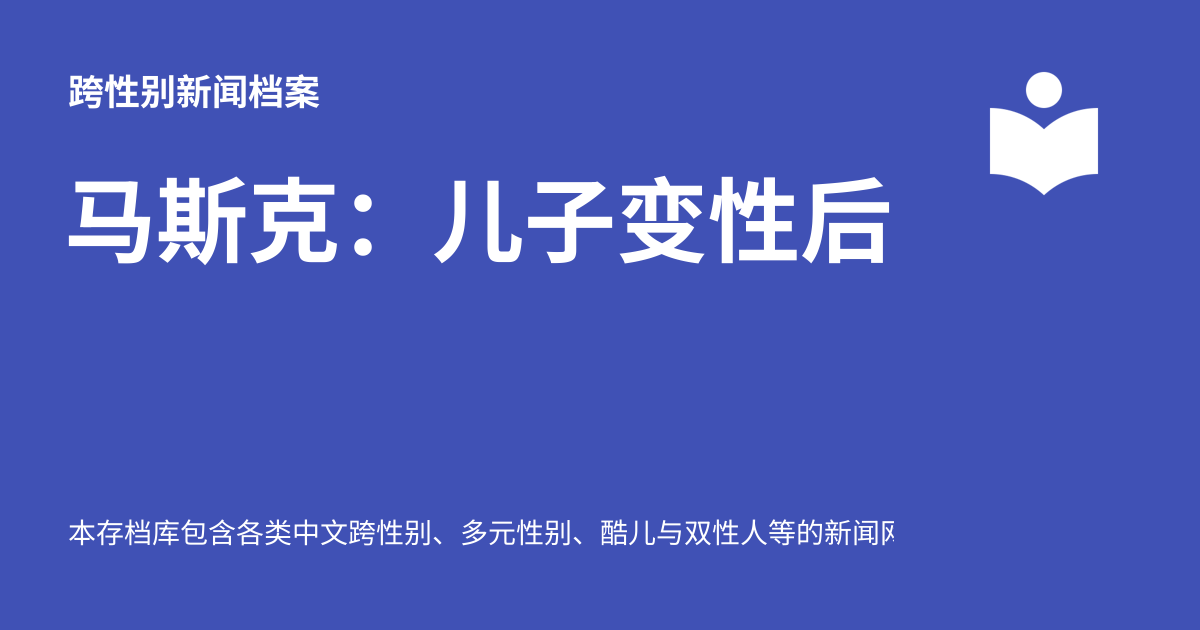 跨性别新闻档案
马斯克：儿子变性后
本存档库包含各类中文跨性别、多元性别、酷儿与双性人等的新闻